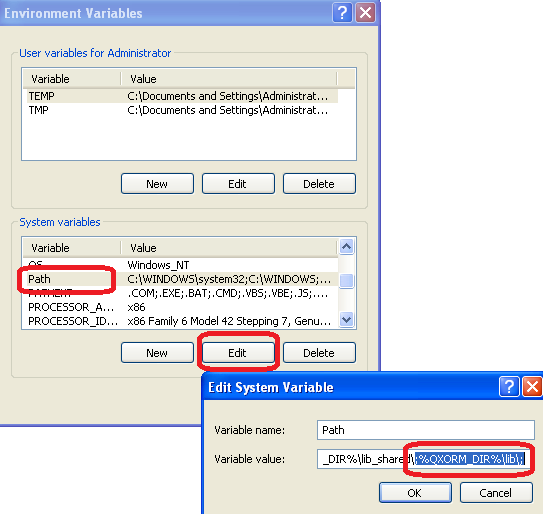 Environment Variables
User variables for Administrator
Variable Value
TEMP C:\Documents and Settings\Administrat...
TMP C:\Documents and Settings\Administrat...
New Edit Delete
System variables
Variable Value
OS Windows_NT
Path C:\WINDOWS\system32;C:\WINDOWS;...
PATHEXT .COM;.EXE;.BAT;.CMD;.VBS;.VBE;.JS;....
PROCESSOR_A... x86
PROCESSOR_ID... x86 Family 6 Model 42 Stepping 7, Genu...
New Edit Delete
Edit System Variable
Variable name: Path
Variable value: _DIR%\lib_shared\;%QXORM_DIR%\lib\;
OK Cancel